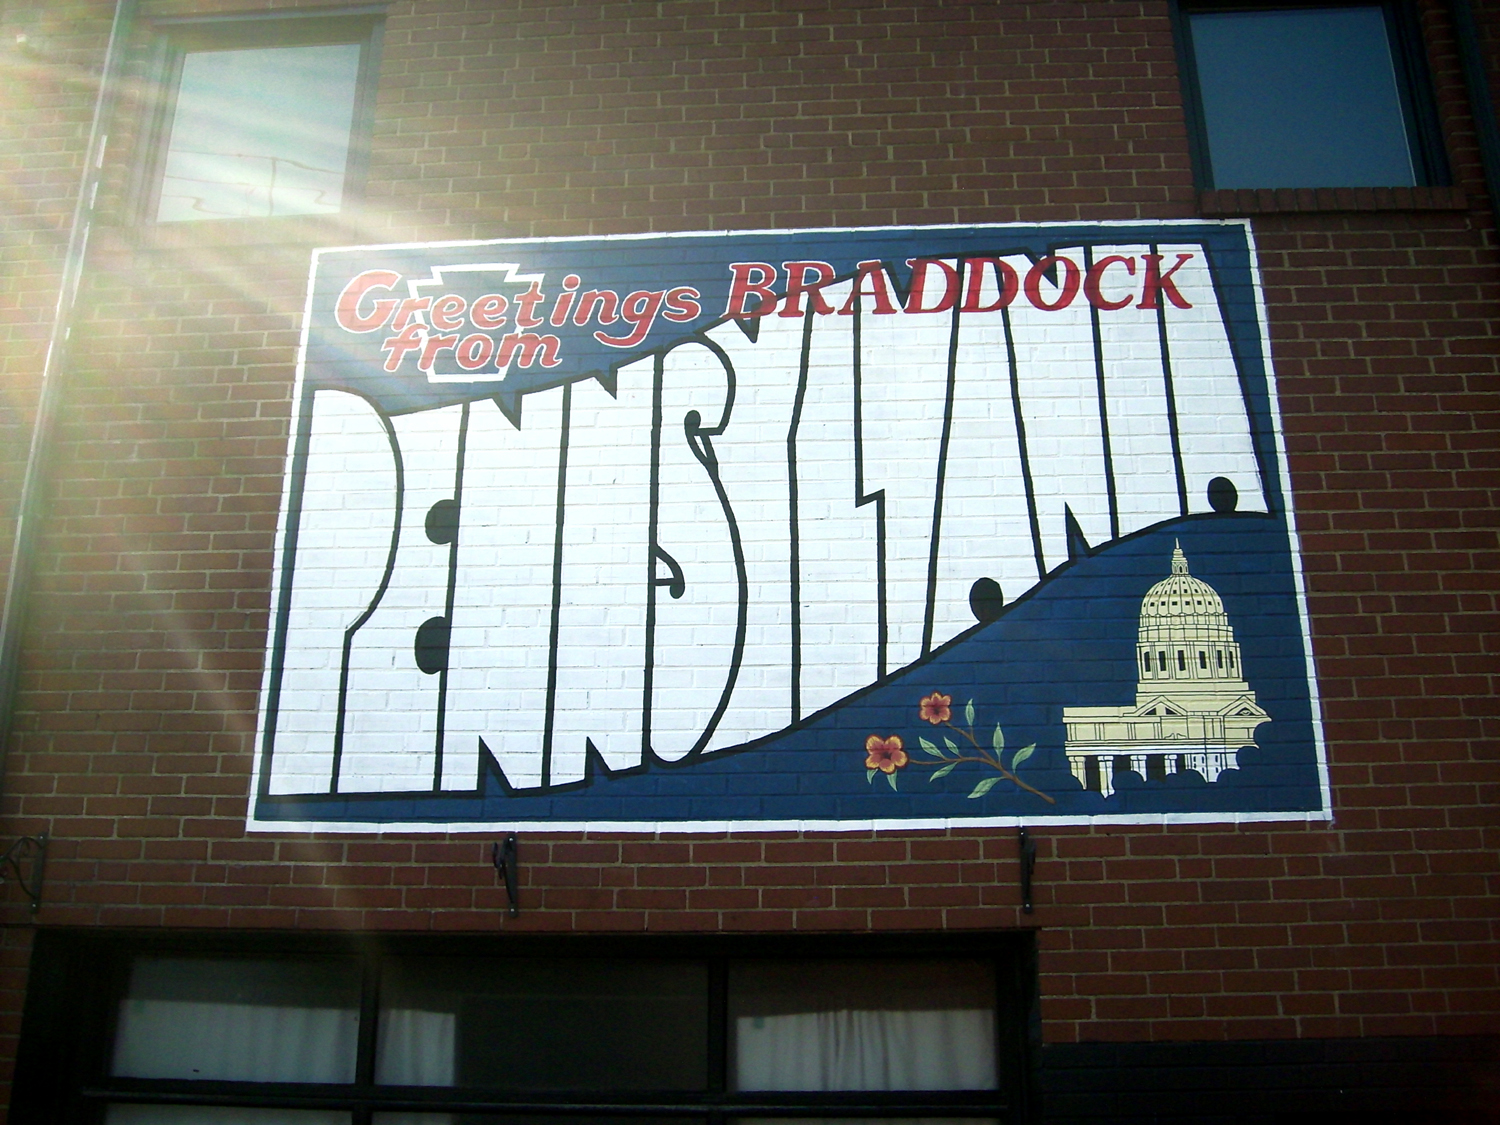 Greetings
from
BRADDOCK
PENNSYLVANIA